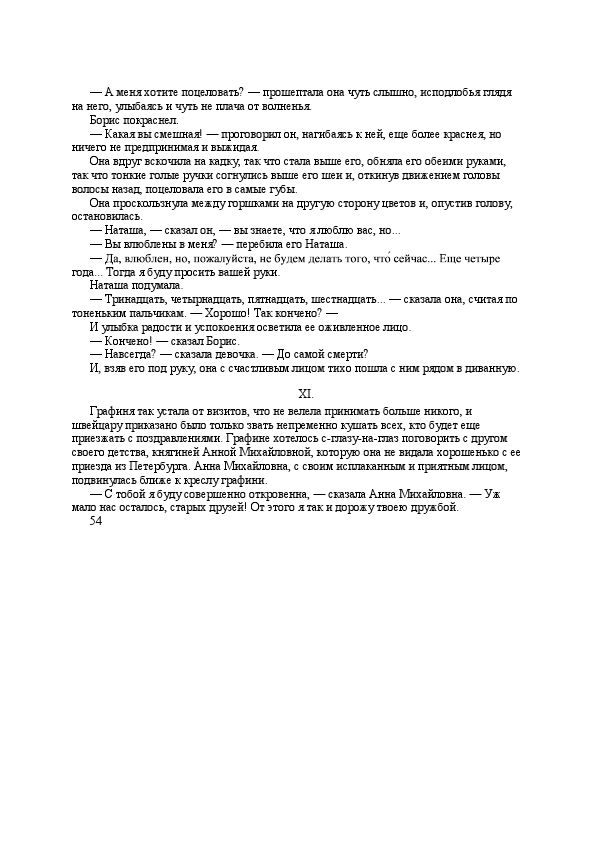 — А меня хотите поцеловать? — прошептала она чуть слышно, исподлобья глядя
на него, улыбаясь и чуть не плача от волненья.
Борис покраснел.
— Какая вы смешная! — проговорил он, нагибаясь к ней, еще более краснея, но
ничего не предпринимая и выжидая.
Она вдруг вскочила на кадку, так что стала выше его, обняла его обеими руками,
так что тонкие голые ручки согнулись выше его шеи и, откинув движением головы
волосы назад, поцеловала его в самые губы.
Она проскользнула между горшками на другую сторону цветов и, опустив голову,
остановилась.
— Наташа, — сказал он, — вы знаете, что я люблю вас, но...
— Вы влюблены в меня? — перебила его Наташа.
— Да, влюблен, но, пожалуйста, не будем делать того, что́ сейчас... Еще четыре
года... Тогда я буду просить вашей руки.
Наташа подумала.
— Тринадцать, четырнадцать, пятнадцать, шестнадцать... — сказала она, считая по
тоненьким пальчикам. — Хорошо! Так кончено? —
И улыбка радости и успокоения осветила ее оживленное лицо.
— Кончено! — сказал Борис.
— Навсегда? — сказала девочка. — До самой смерти?
И, взяв его под руку, она с счастливым лицом тихо пошла с ним рядом в диванную.
XI.
Графиня так устала от визитов, что не велела принимать больше никого, и
швейцару приказано было только звать непременно кушать всех, кто будет еще
приезжать с поздравлениями. Графине хотелось с-глазу-на-глаз поговорить с другом
своего детства, княгиней Анной Михайловной, которую она не видала хорошенько с ее
приезда из Петербурга. Анна Михайловна, с своим исплаканным и приятным лицом,
подвинулась ближе к креслу графини.
— С тобой я буду совершенно откровенна, — сказала Анна Михайловна. — Уж
мало нас осталось, старых друзей! От этого я так и дорожу твоею дружбой.
54